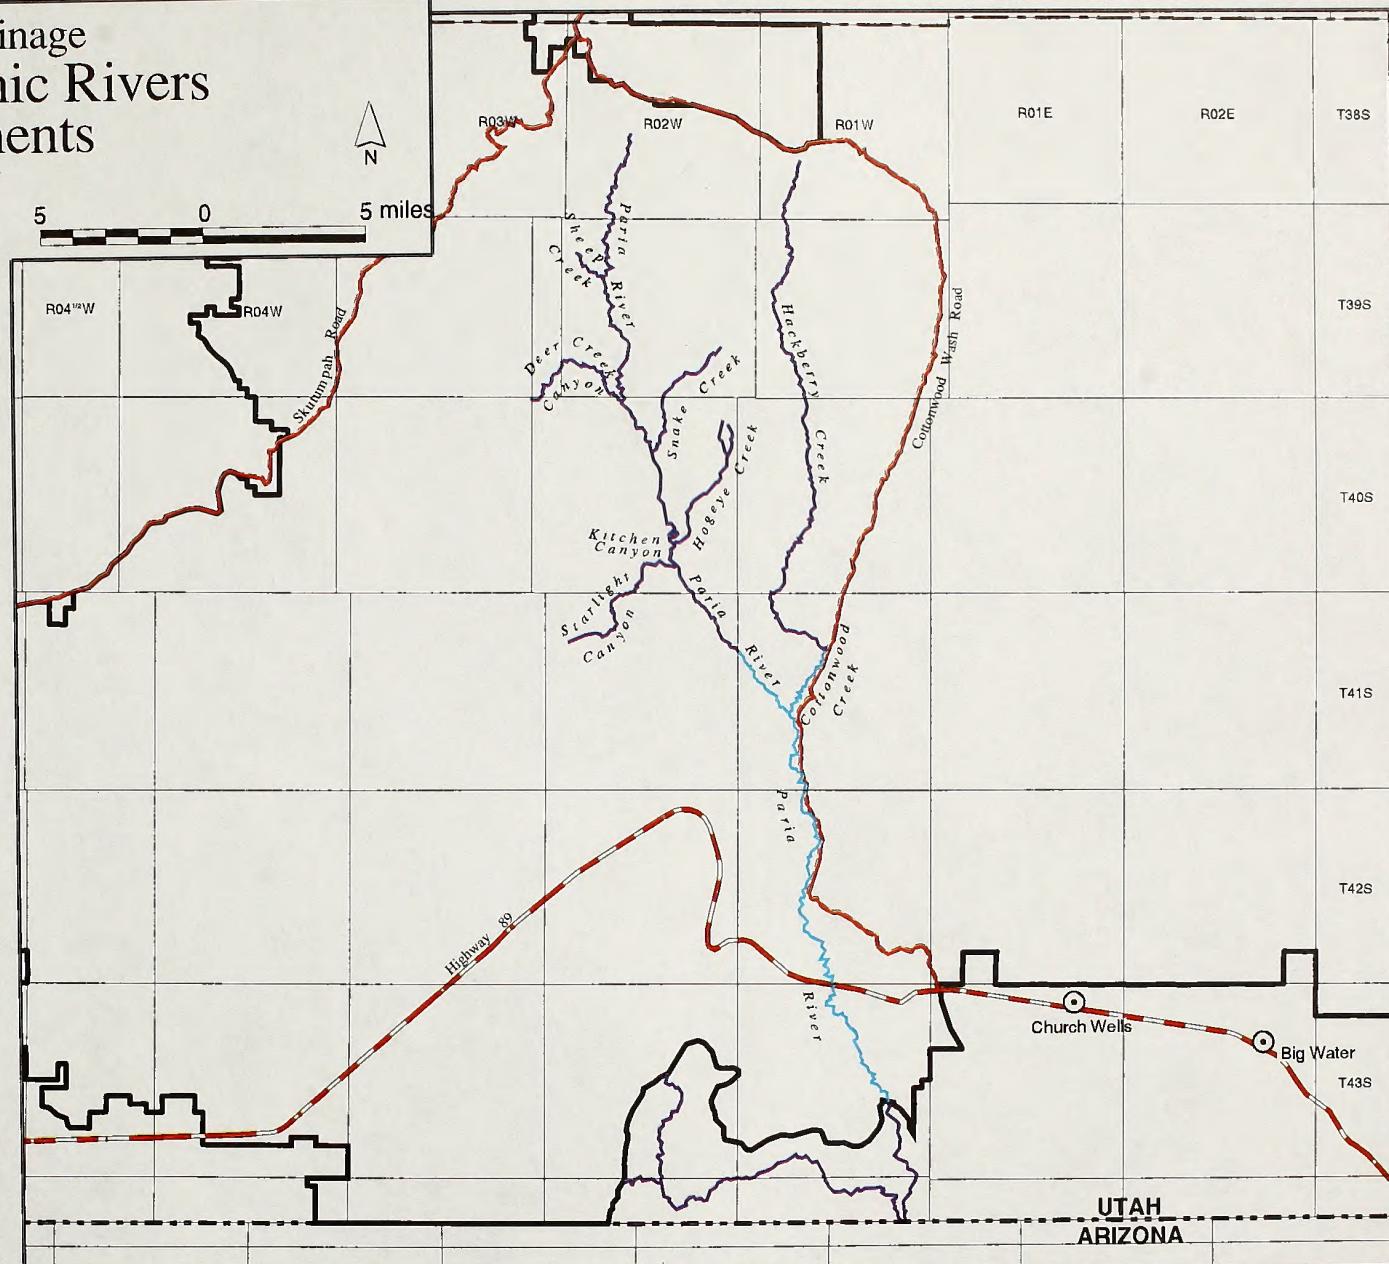 inage
nic Rivers
nents
N
5 0 5 miles
R03W
R02W
R01W
R01E
R02E
T38S
R04½W
R04W
T39S
T40S
T41S
T42S
T43S
Skutumpah Road
Paria River
Sheep
Creek
Deer Creek
Canyon
Snake Creek
Hogeye Creek
Hackberry Creek
Cottonwood Wash Road
Kitchen
Canyon
Starlight
Canyon
Paria River
Cottonwood
Creek
Paria River
Highway 89
Church Wells
Big Water
UTAH
ARIZONA